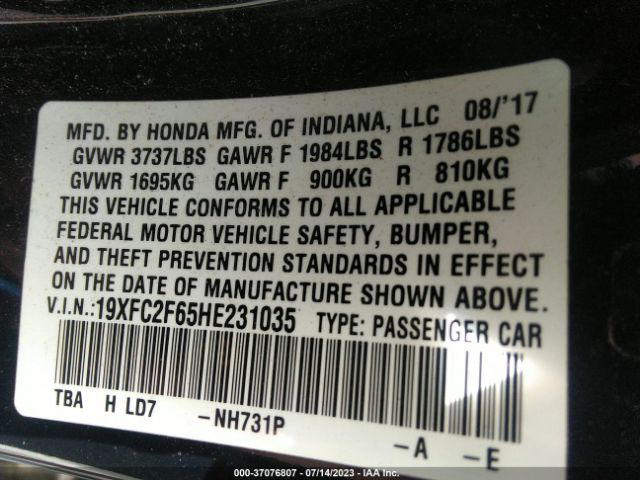 MFD. BY HONDA MFG. OF INDIANA, LLC 08/'17
GVWR 3737LBS GAWR F 1984LBS R 1786LBS
GVWR 1695KG GAWR F 900KG R 810KG
THIS VEHICLE CONFORMS TO ALL APPLICABLE
FEDERAL MOTOR VEHICLE SAFETY, BUMPER,
AND THEFT PREVENTION STANDARDS IN EFFECT
ON THE DATE OF MANUFACTURE SHOWN ABOVE.
V.I.N.:19XFC2F65HE231035 TYPE: PASSENGER CAR
TBA H LD7 –NH731P –A –E
000-37076807 - 07/14/2023 - IAA Inc.